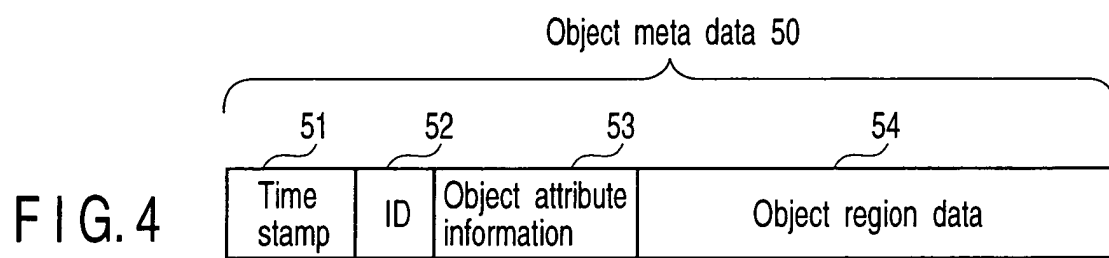 Object meta data 50
51 52 53 54
Time stamp
ID
Object attribute information
Object region data
FIG. 4